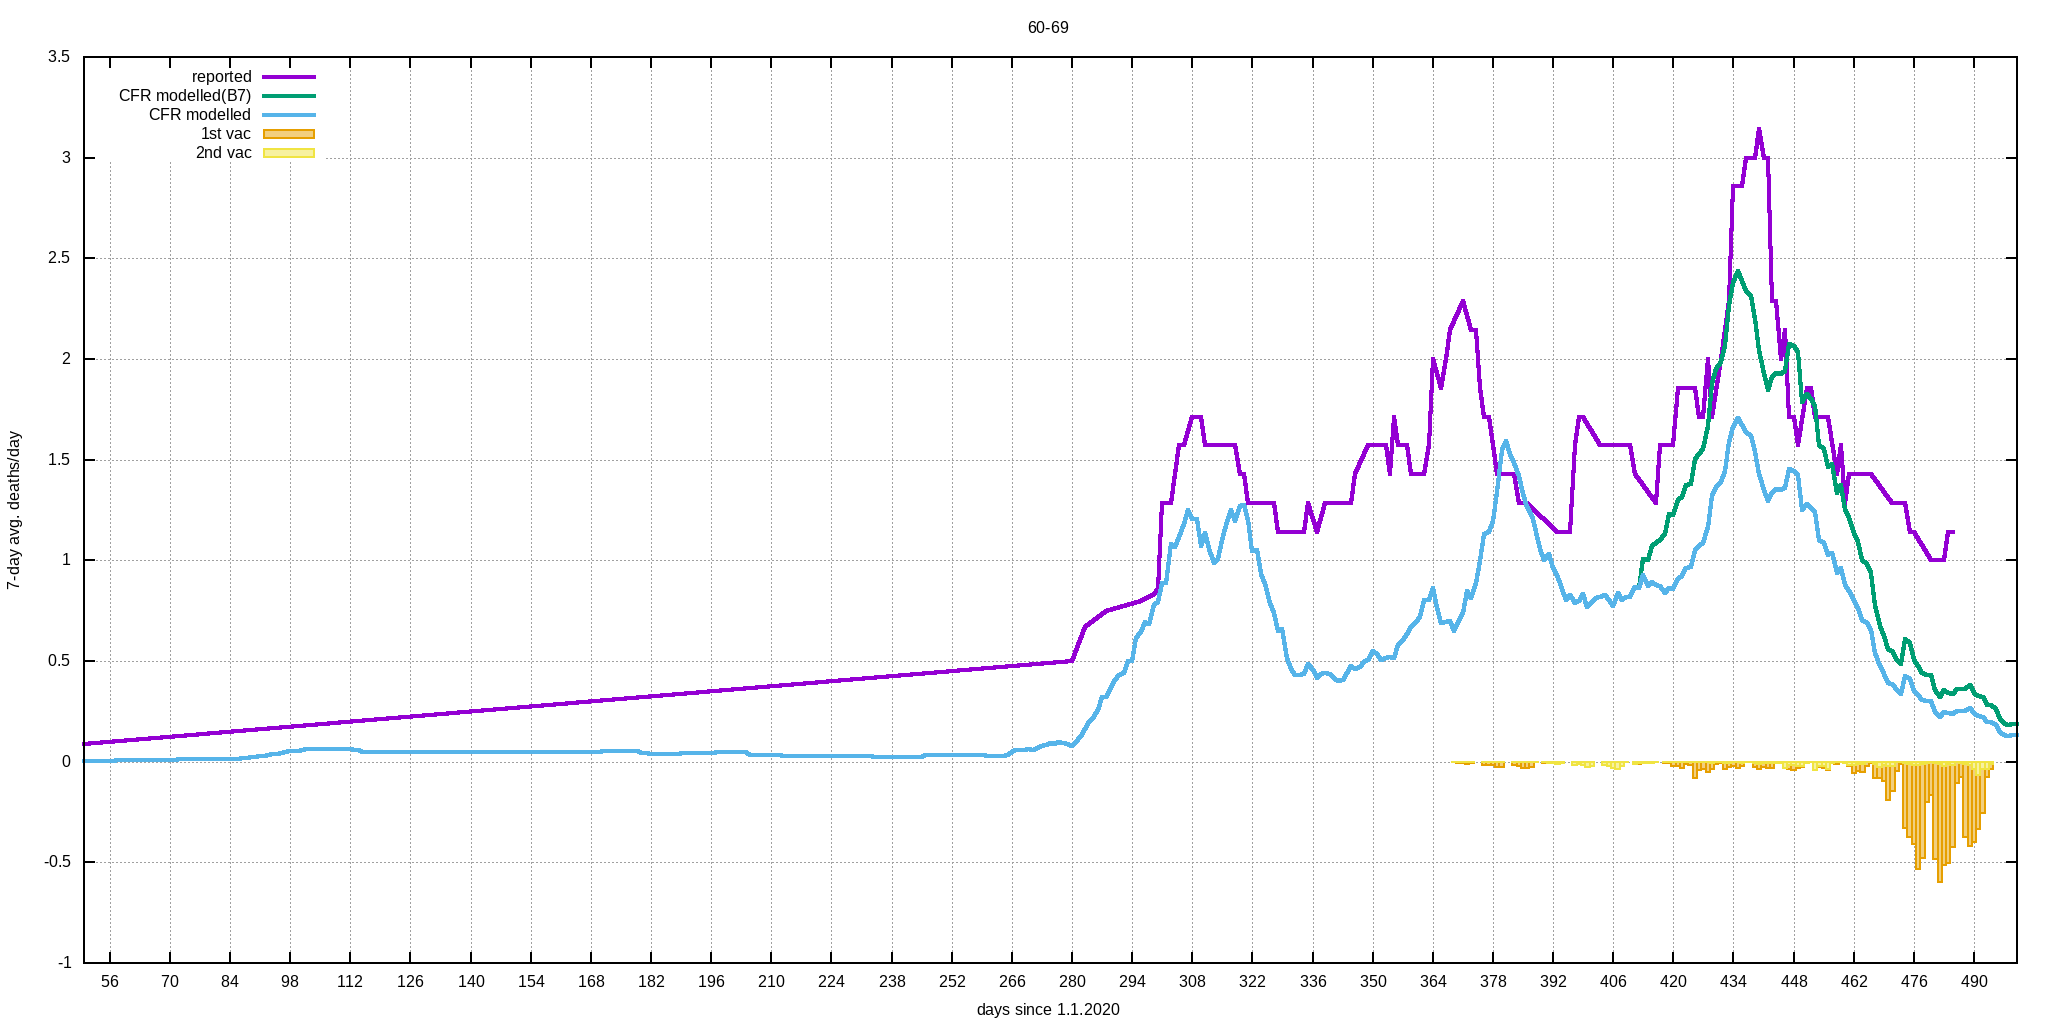 60-69
reported
CFR modelled(B7)
CFR modelled
1st vac
2nd vac
3.5
3
2.5
2
1.5
1
0.5
0
-0.5
-1
7-day avg. deaths/day
56 70 84 98 112 126 140 154 168 182 196 210 224 238 252 266 280 294 308 322 336 350 364 378 392 406 420 434 448 462 476 490
days since 1.1.2020